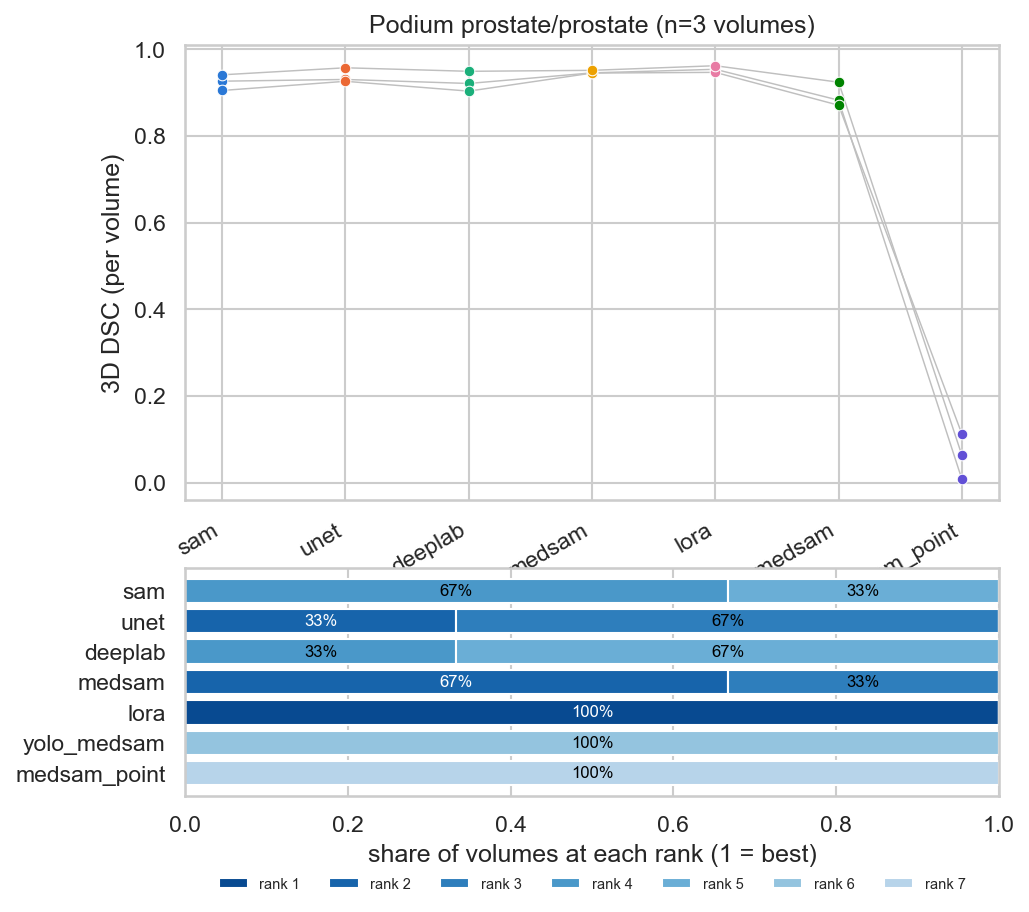 Podium prostate/prostate (n=3 volumes)
3D DSC (per volume)
1.0
0.8
0.6
0.4
0.2
0.0
sam
unet
deeplab
medsam
lora
medsam
m_point
sam 67% 33%
unet 33% 67%
deeplab 33% 67%
medsam 67% 33%
lora 100%
yolo_medsam 100%
medsam_point 100%
0.0 0.2 0.4 0.6 0.8 1.0
share of volumes at each rank (1 = best)
rank 1 rank 2 rank 3 rank 4 rank 5 rank 6 rank 7